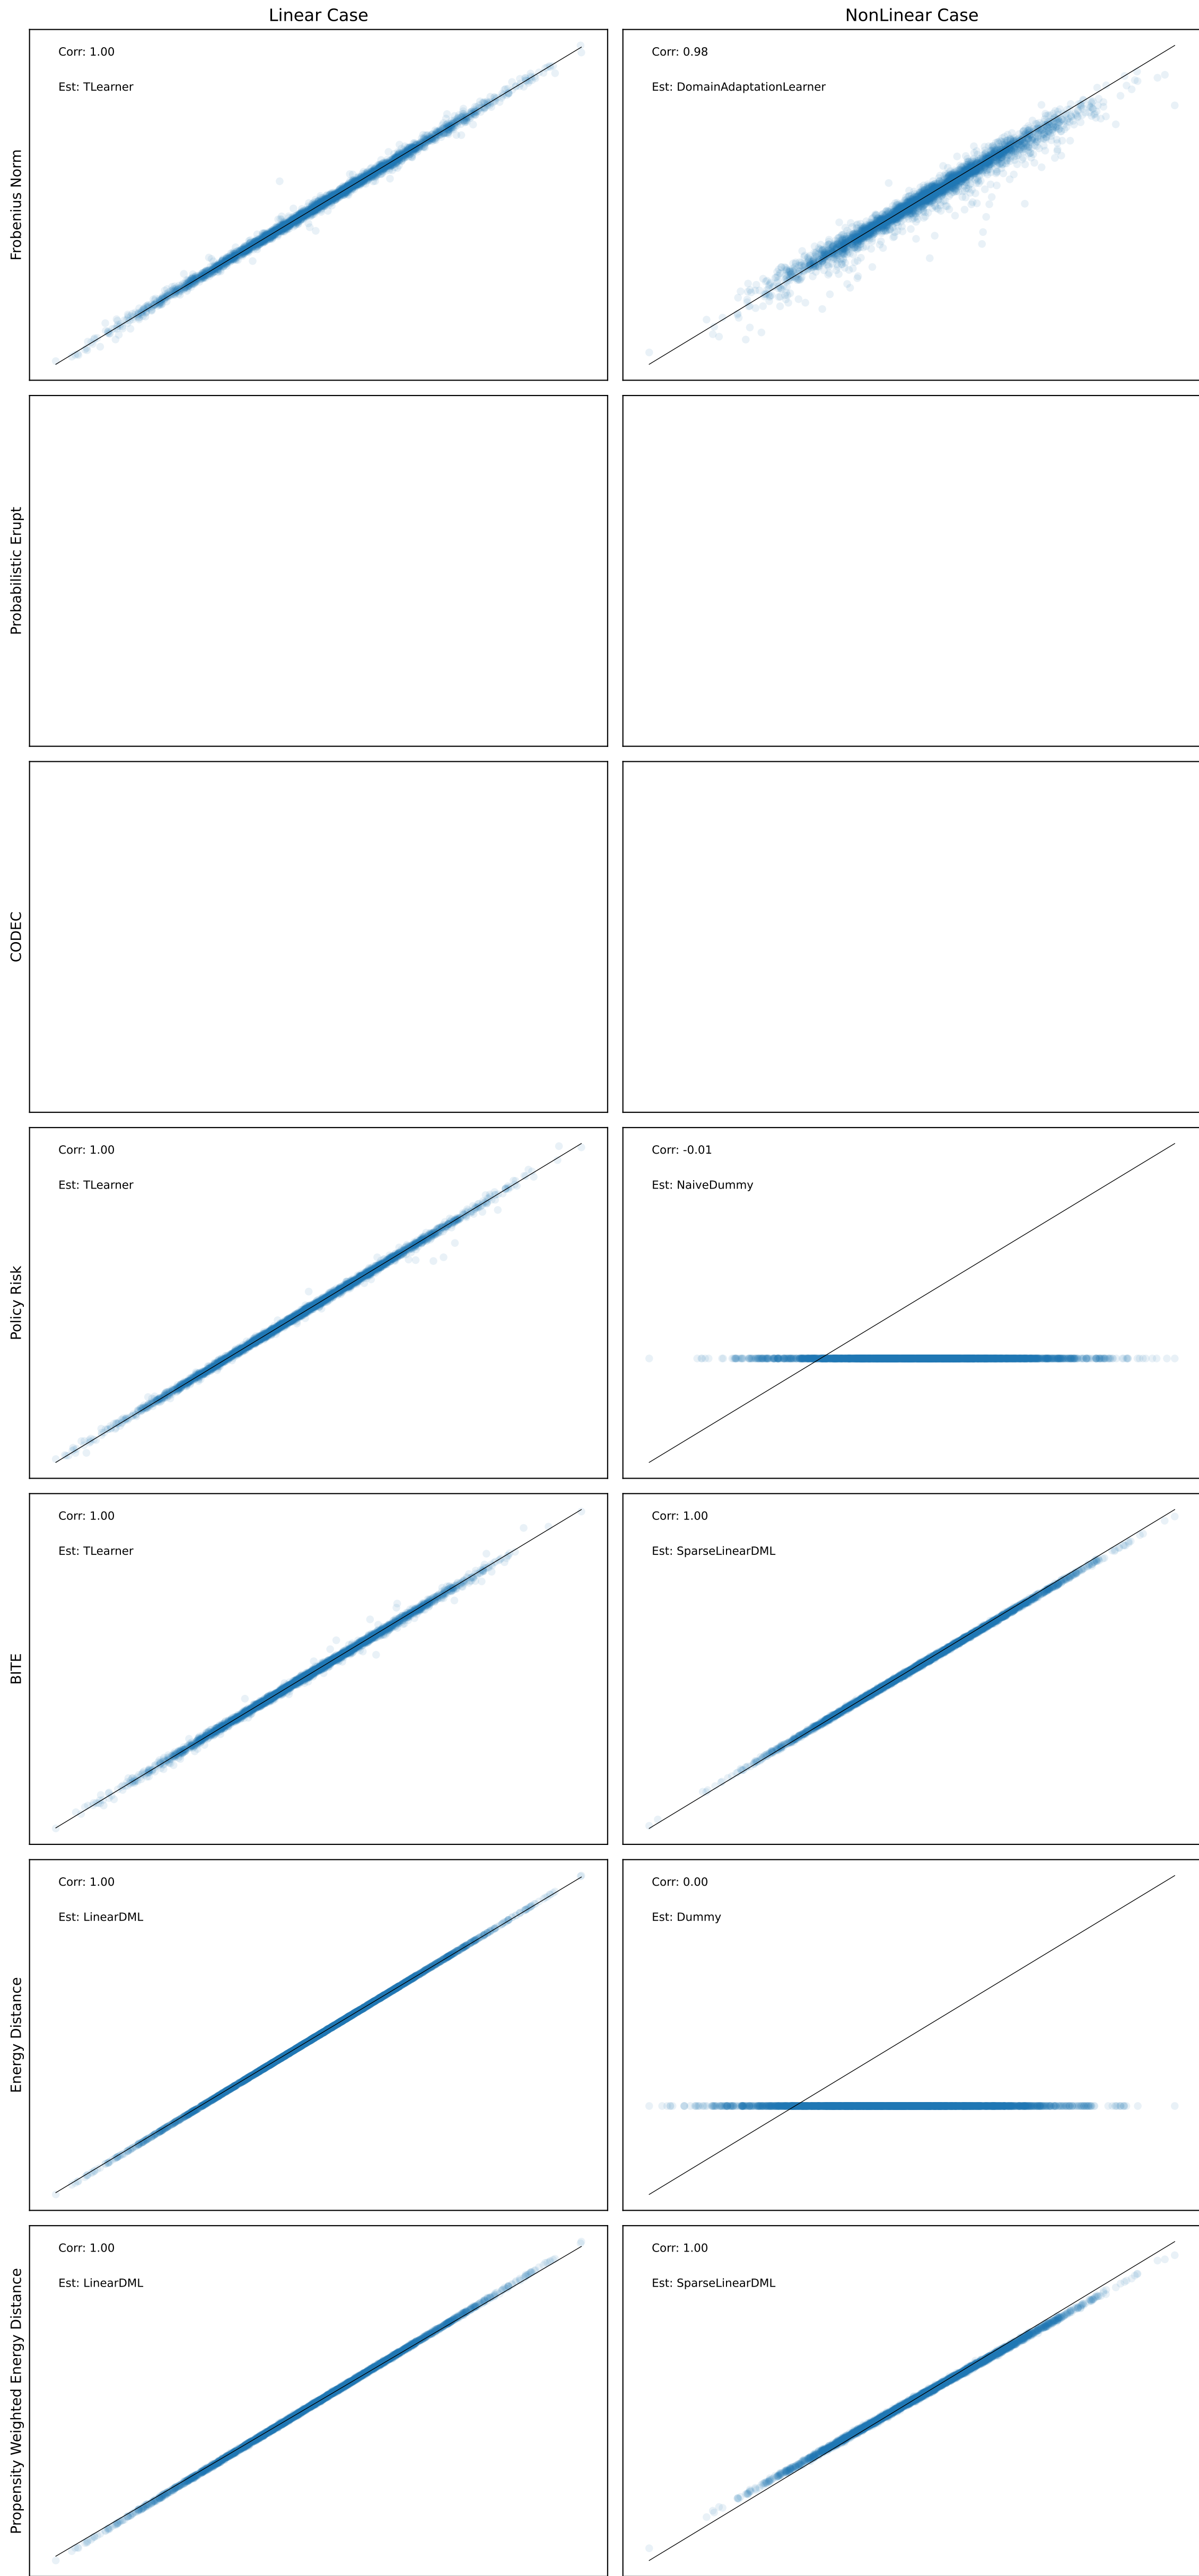 Linear Case
NonLinear Case
Frobenius Norm
Corr: 1.00
Est: TLearner
Corr: 0.98
Est: DomainAdaptationLearner
Probabilistic Erupt
CODEC
Policy Risk
Corr: 1.00
Est: TLearner
Corr: -0.01
Est: NaiveDummy
BITE
Corr: 1.00
Est: TLearner
Corr: 1.00
Est: SparseLinearDML
Energy Distance
Corr: 1.00
Est: LinearDML
Corr: 0.00
Est: Dummy
Propensity Weighted Energy Distance
Corr: 1.00
Est: LinearDML
Corr: 1.00
Est: SparseLinearDML